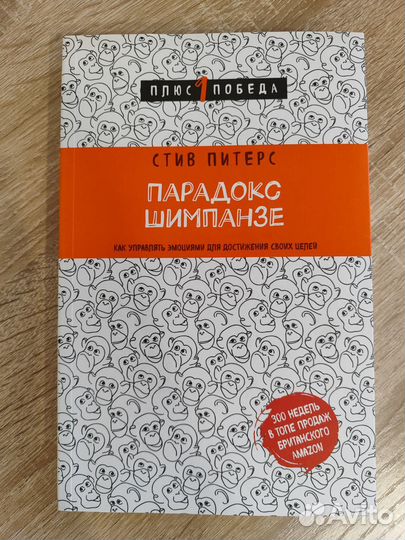 ПЛЮС 1 ПОБЕДА
СТИВ ПИТЕРС
ПАРАДОКС
ШИМПАНЗЕ
КАК УПРАВЛЯТЬ ЭМОЦИЯМИ ДЛЯ ДОСТИЖЕНИЯ СВОИХ ЦЕЛЕЙ
300 НЕДЕЛЬ
В ТОПЕ ПРОДАЖ
БРИТАНСКОГО
AMAZON
Avito